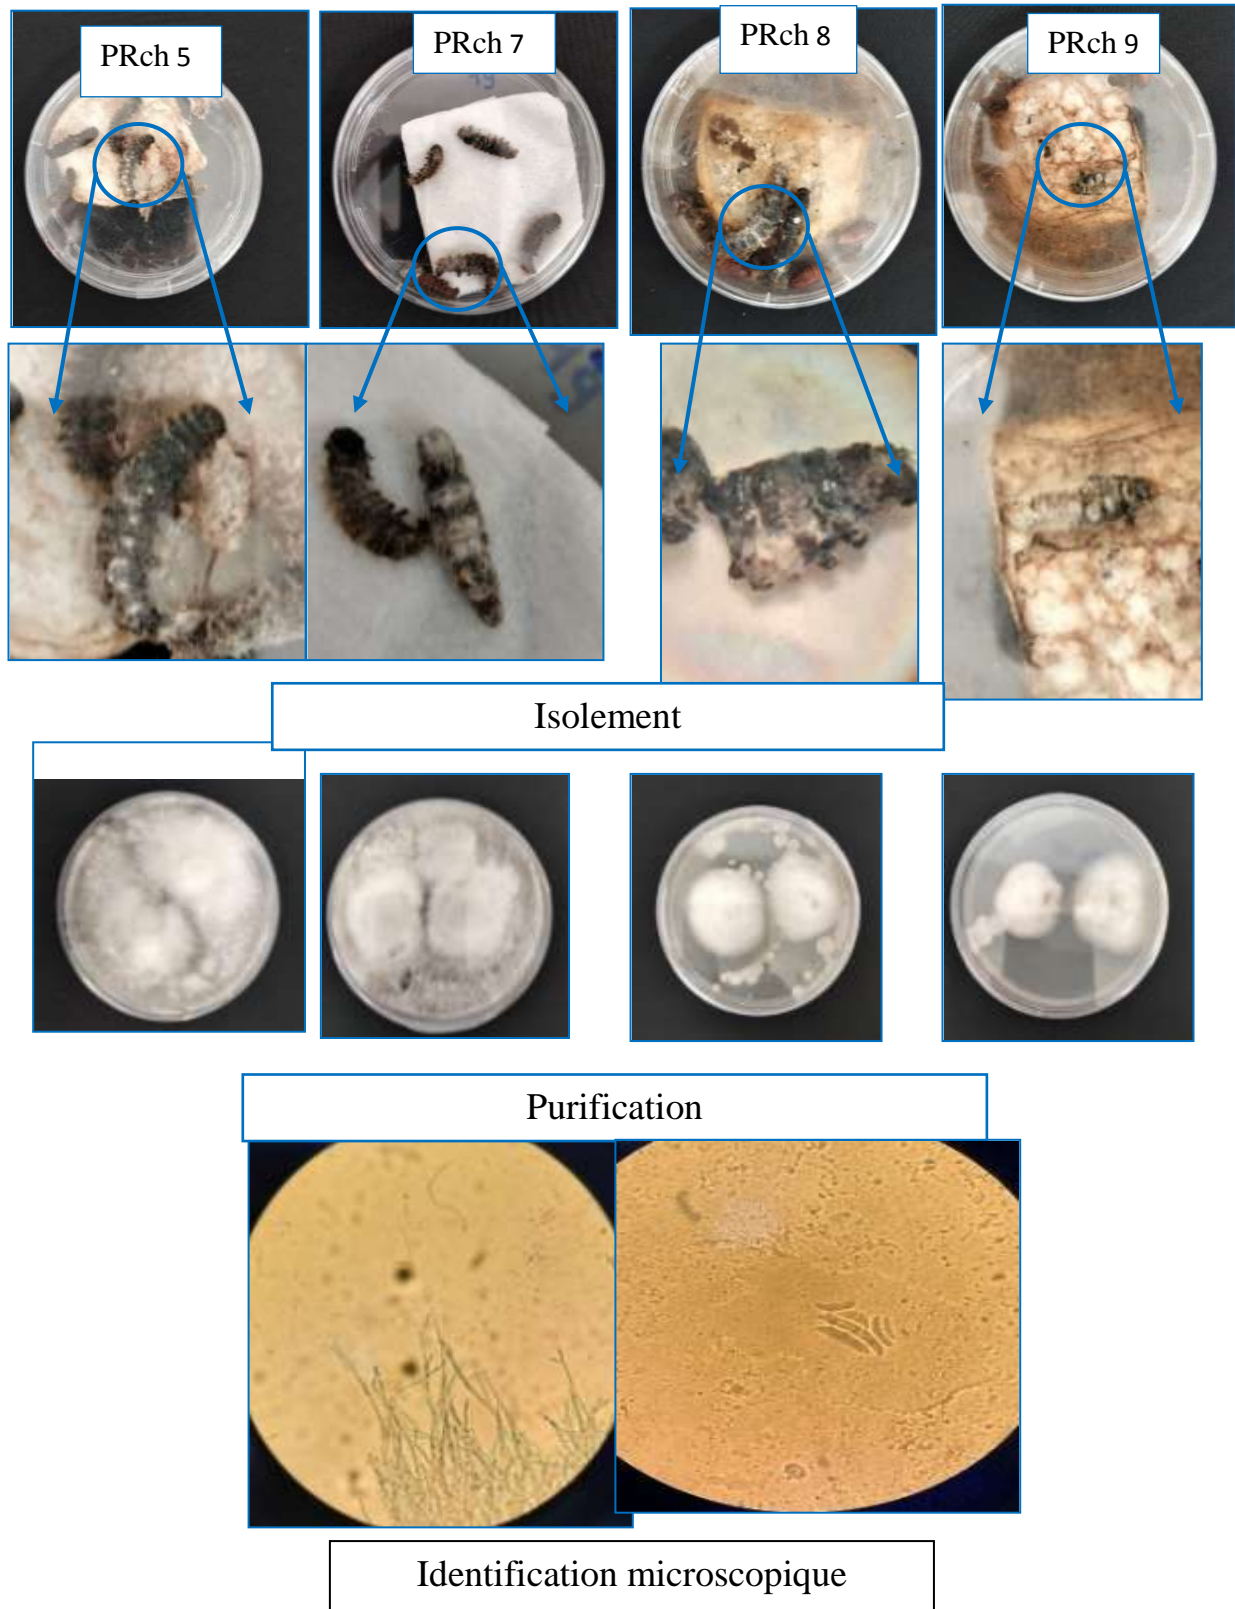 PRch 5
PRch 7
PRch 8
PRch 9
Isolement
Purification
Identification microscopique